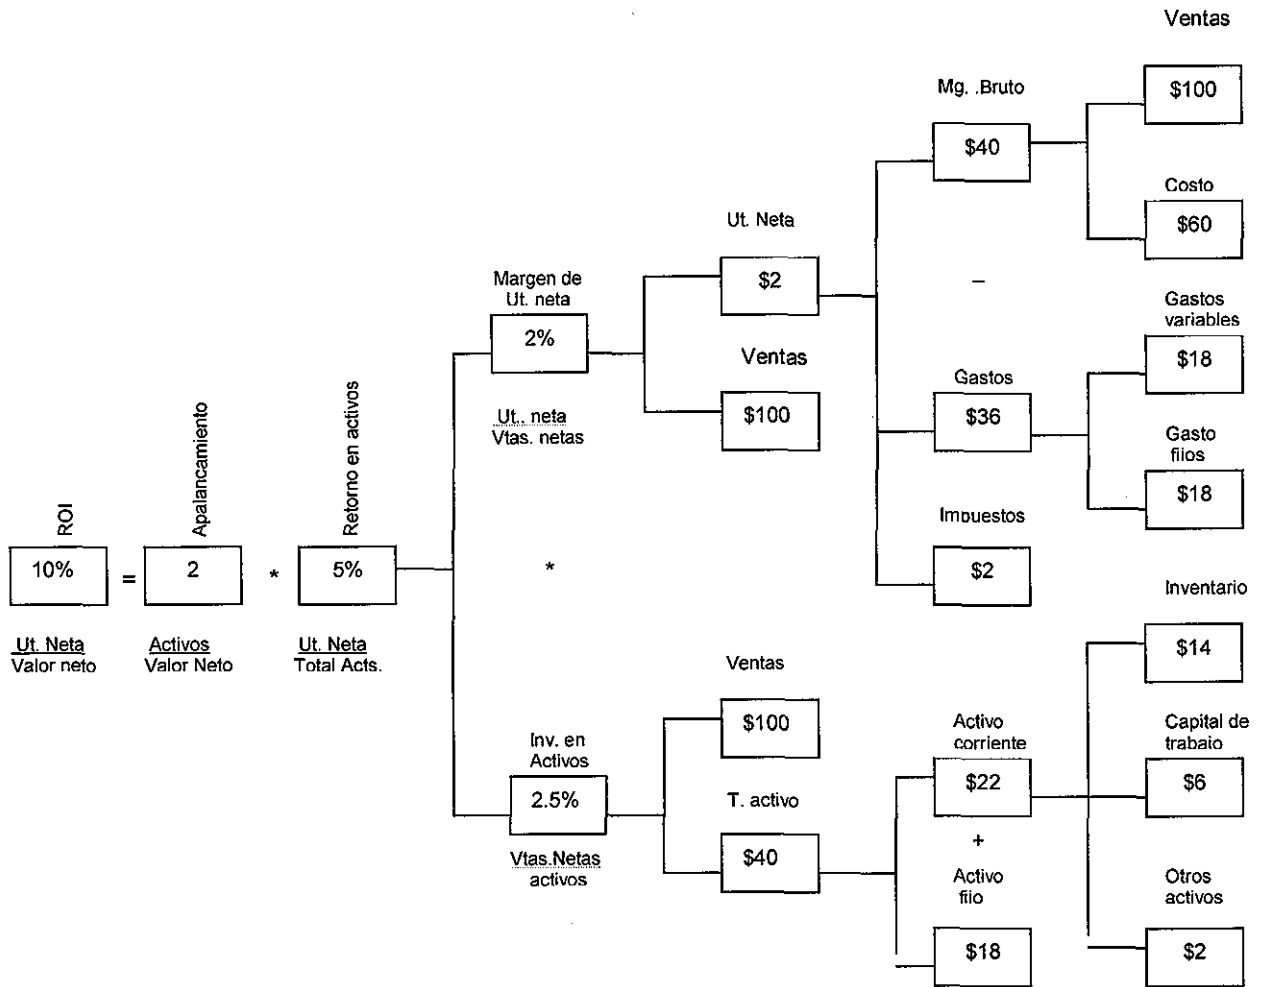 Ventas
$100
Mg. .Bruto
$40
Costo
$60
Ut. Neta
$2
–
Margen de
Ut. neta
2%
Gastos
variables
$18
Ventas
$100
Gastos
$36
Ut.. neta
Vtas. netas
Gasto
fiios
$18
ROI
10%
=
Apalancamiento
2
*
Retorno en activos
5%
*
Impuestos
$2
Ut. Neta
Valor neto
Activos
Valor Neto
Ut. Neta
Total Acts.
Inventario
$14
Ventas
$100
Inv. en
Activos
2.5%
Vtas.Netas
activos
T. activo
$40
Activo
corriente
$22
+
Activo
fiio
$18
Capital de
trabaio
$6
Otros
activos
$2